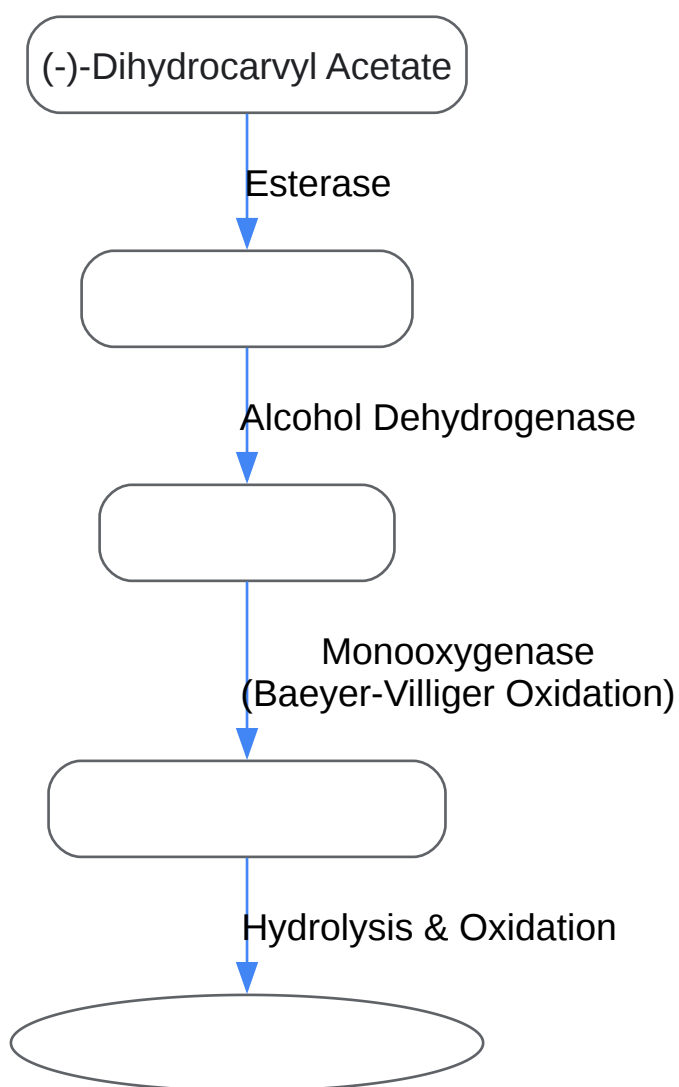 (-)-Dihydrocarvyl Acetate
Esterase
Alcohol Dehydrogenase
Monooxygenase
(Baeyer-Villiger Oxidation)
Hydrolysis & Oxidation